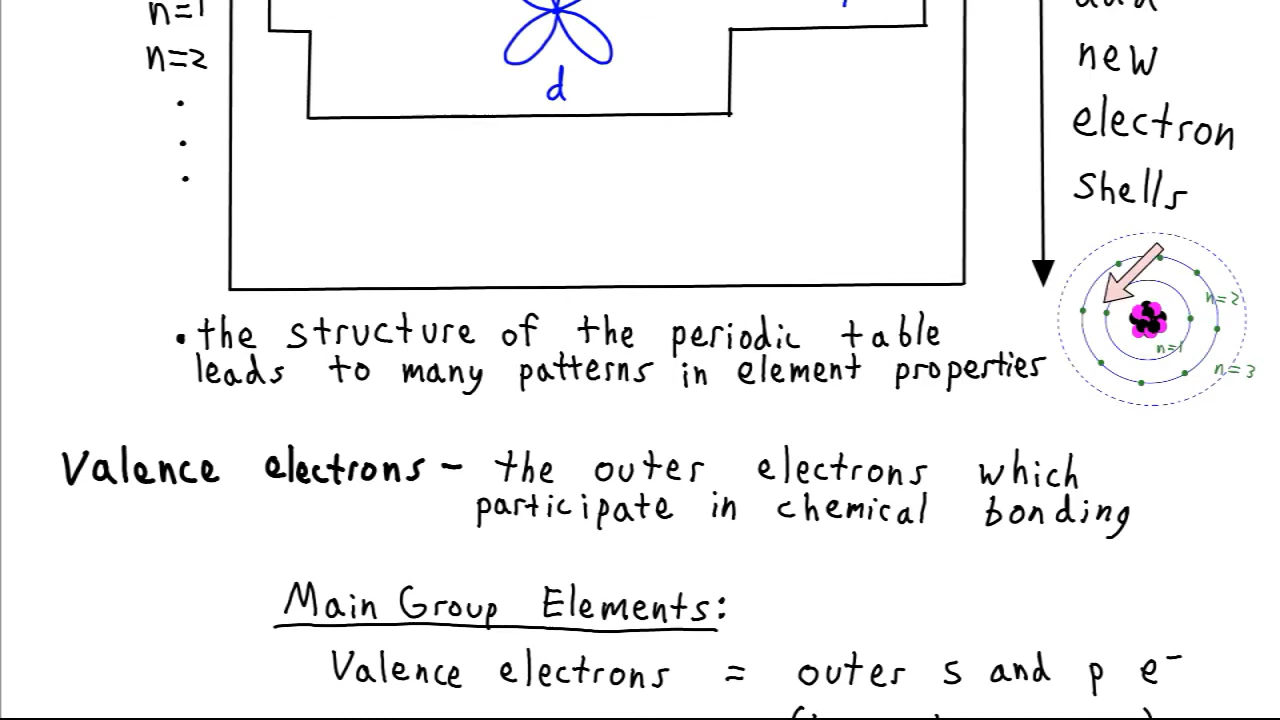 n=1
n=2
d
new
electron
shells
n=2
n=1
n=3
• the structure of the periodic table
leads to many patterns in element properties
Valence electrons - the outer electrons which
participate in chemical bonding
Main Group Elements:
Valence electrons = outer s and p e⁻